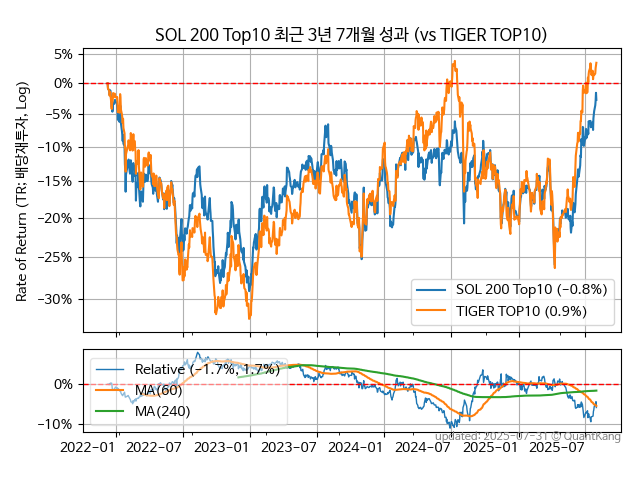 SOL 200 Top10 최근 3년 7개월 성과 (vs TIGER TOP10)
Rate of Return (TR: 배당재투자, Log)
5%
0%
−5%
−10%
−15%
−20%
−25%
−30%
SOL 200 Top10 (−0.8%)
TIGER TOP10 (0.9%)
0%
−10%
Relative (−1.7%, 1.7%)
MA(60)
MA(240)
2022−01 2022−07 2023−01 2023−07 2024−01 2024−07 2025−01 2025−07
updated: 2025−07−31 © QuantKang